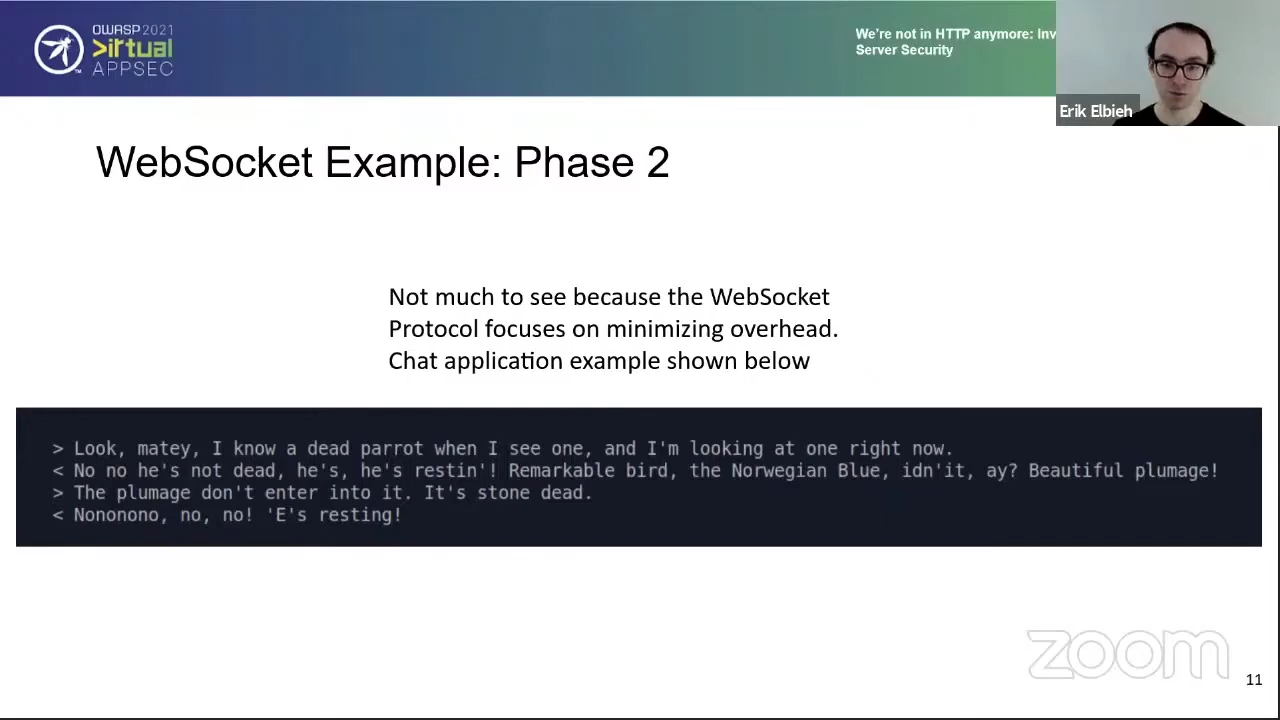 OWASP 2021
>irtual
APPSEC
We're not in HTTP anymore: Inv
Server Security
Erik Elbieh
WebSocket Example: Phase 2
Not much to see because the WebSocket
Protocol focuses on minimizing overhead.
Chat application example shown below
> Look, matey, I know a dead parrot when I see one, and I'm looking at one right now.
< No no he's not dead, he's, he's restin'! Remarkable bird, the Norwegian Blue, idn'it, ay? Beautiful plumage!
> The plumage don't enter into it. It's stone dead.
< Nononono, no, no! 'E's resting!
zoom
11